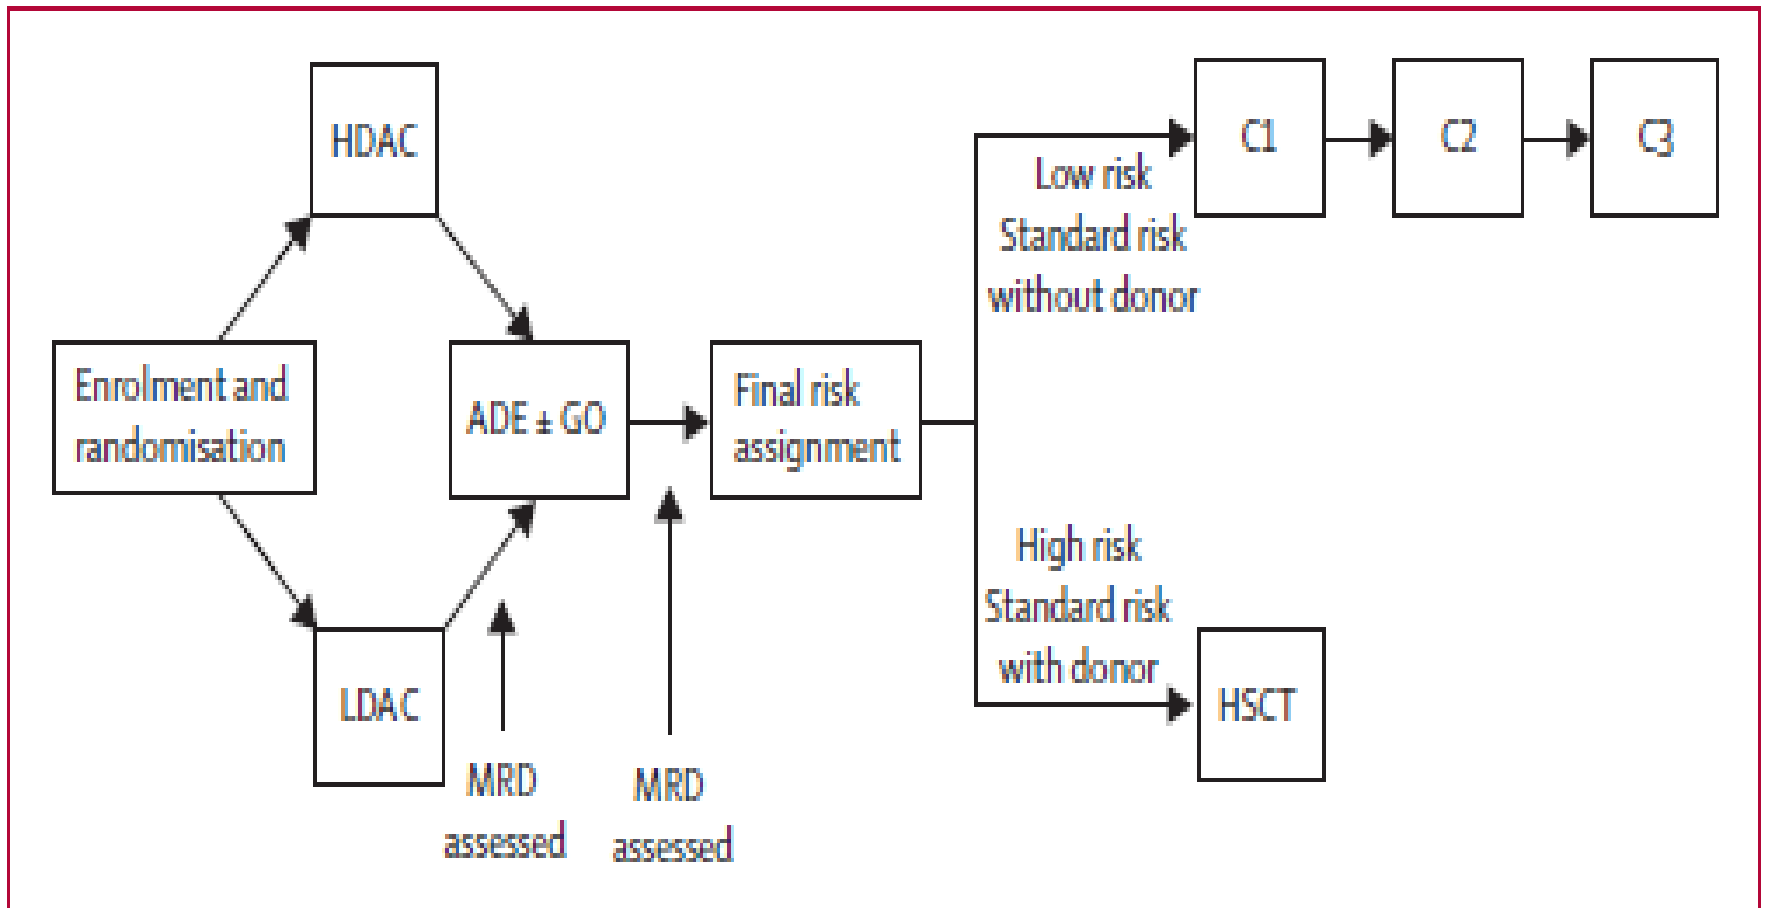 HDAC
Enrolment and
randomisation
LDAC
ADE ± GO
MRD
assessed
MRD
assessed
Final risk
assignment
Low risk
Standard risk
without donor
C1
C2
C3
High risk
Standard risk
with donor
HSCT